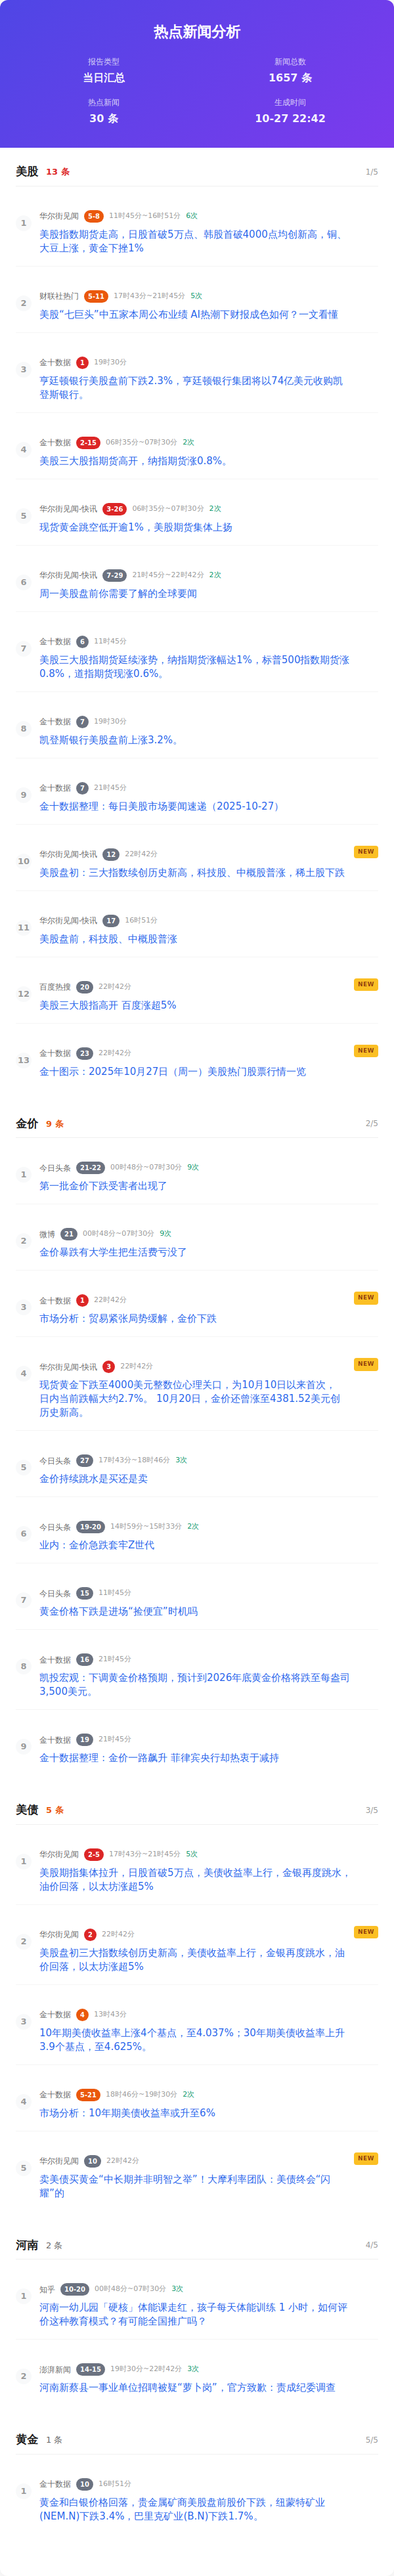 热点新闻分析
报告类型
新闻总数
当日汇总
1657 条
热点新闻
生成时间
30 条
10-27 22:42
美股 13 条 1/5
1
华尔街见闻 5-8 11时45分~16时51分 6次
美股指数期货走高，日股首破5万点、韩股首破4000点均创新高，铜、
大豆上涨，黄金下挫1%
2
财联社热门 5-11 17时43分~21时45分 5次
美股“七巨头”中五家本周公布业绩 AI热潮下财报成色如何？一文看懂
3
金十数据 1 19时30分
亨廷顿银行美股盘前下跌2.3%，亨廷顿银行集团将以74亿美元收购凯
登斯银行。
4
金十数据 2-15 06时35分~07时30分 2次
美股三大股指期货高开，纳指期货涨0.8%。
5
华尔街见闻-快讯 3-26 06时35分~07时30分 2次
现货黄金跳空低开逾1%，美股期货集体上扬
6
华尔街见闻-快讯 7-29 21时45分~22时42分 2次
周一美股盘前你需要了解的全球要闻
7
金十数据 6 11时45分
美股三大股指期货延续涨势，纳指期货涨幅达1%，标普500指数期货涨
0.8%，道指期货现涨0.6%。
8
金十数据 7 19时30分
凯登斯银行美股盘前上涨3.2%。
9
金十数据 7 21时45分
金十数据整理：每日美股市场要闻速递（2025-10-27）
10
华尔街见闻-快讯 12 22时42分 NEW
美股盘初：三大指数续创历史新高，科技股、中概股普涨，稀土股下跌
11
华尔街见闻-快讯 17 16时51分
美股盘前，科技股、中概股普涨
12
百度热搜 20 22时42分 NEW
美股三大股指高开 百度涨超5%
13
金十数据 23 22时42分 NEW
金十图示：2025年10月27日（周一）美股热门股票行情一览
金价 9 条 2/5
1
今日头条 21-22 00时48分~07时30分 9次
第一批金价下跌受害者出现了
2
微博 21 00时48分~07时30分 9次
金价暴跌有大学生把生活费亏没了
3
金十数据 1 22时42分 NEW
市场分析：贸易紧张局势缓解，金价下跌
4
华尔街见闻-快讯 3 22时42分 NEW
现货黄金下跌至4000美元整数位心理关口，为10月10日以来首次，
日内当前跌幅大约2.7%。 10月20日，金价还曾涨至4381.52美元创
历史新高。
5
今日头条 27 17时43分~18时46分 3次
金价持续跳水是买还是卖
6
今日头条 19-20 14时59分~15时33分 2次
业内：金价急跌套牢Z世代
7
今日头条 15 11时45分
黄金价格下跌是进场“捡便宜”时机吗
8
金十数据 16 21时45分
凯投宏观：下调黄金价格预期，预计到2026年底黄金价格将跌至每盎司
3,500美元。
9
金十数据 19 21时45分
金十数据整理：金价一路飙升 菲律宾央行却热衷于减持
美债 5 条 3/5
1
华尔街见闻 2-5 17时43分~21时45分 5次
美股期指集体拉升，日股首破5万点，美债收益率上行，金银再度跳水，
油价回落，以太坊涨超5%
2
华尔街见闻 2 22时42分 NEW
美股盘初三大指数续创历史新高，美债收益率上行，金银再度跳水，油
价回落，以太坊涨超5%
3
金十数据 4 13时43分
10年期美债收益率上涨4个基点，至4.037%；30年期美债收益率上升
3.9个基点，至4.625%。
4
金十数据 5-21 18时46分~19时30分 2次
市场分析：10年期美债收益率或升至6%
5
华尔街见闻 10 22时42分 NEW
卖美债买黄金“中长期并非明智之举”！大摩利率团队：美债终会“闪
耀”的
河南 2 条 4/5
1
知乎 10-20 00时48分~07时30分 3次
河南一幼儿园「硬核」体能课走红，孩子每天体能训练 1 小时，如何评
价这种教育模式？有可能全国推广吗？
2
澎湃新闻 14-15 19时30分~22时42分 3次
河南新蔡县一事业单位招聘被疑“萝卜岗”，官方致歉：责成纪委调查
黄金 1 条 5/5
1
金十数据 10 16时51分
黄金和白银价格回落，贵金属矿商美股盘前股价下跌，纽蒙特矿业
(NEM.N)下跌3.4%，巴里克矿业(B.N)下跌1.7%。